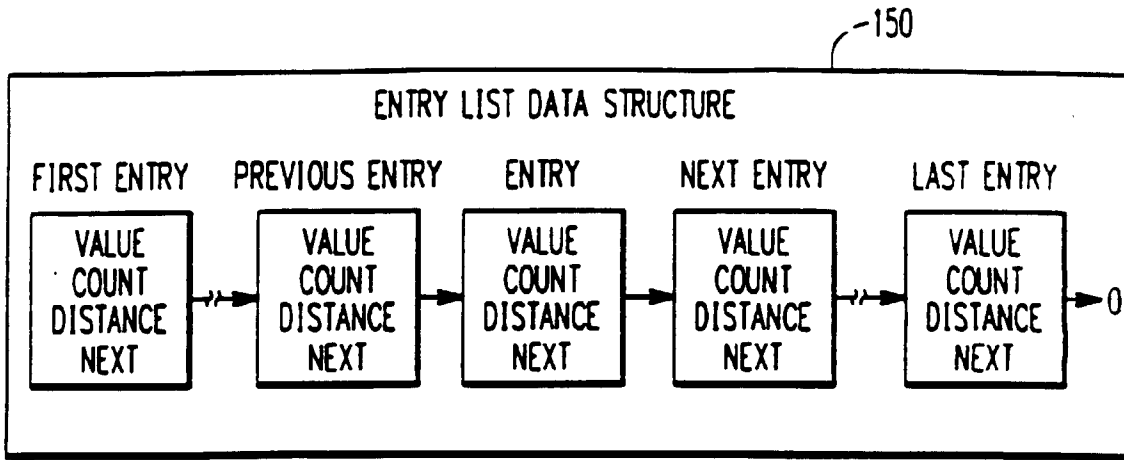 150
ENTRY LIST DATA STRUCTURE
FIRST ENTRY PREVIOUS ENTRY ENTRY NEXT ENTRY LAST ENTRY
VALUE VALUE VALUE VALUE VALUE
COUNT COUNT COUNT COUNT COUNT
DISTANCE DISTANCE DISTANCE DISTANCE DISTANCE
NEXT NEXT NEXT NEXT NEXT
0